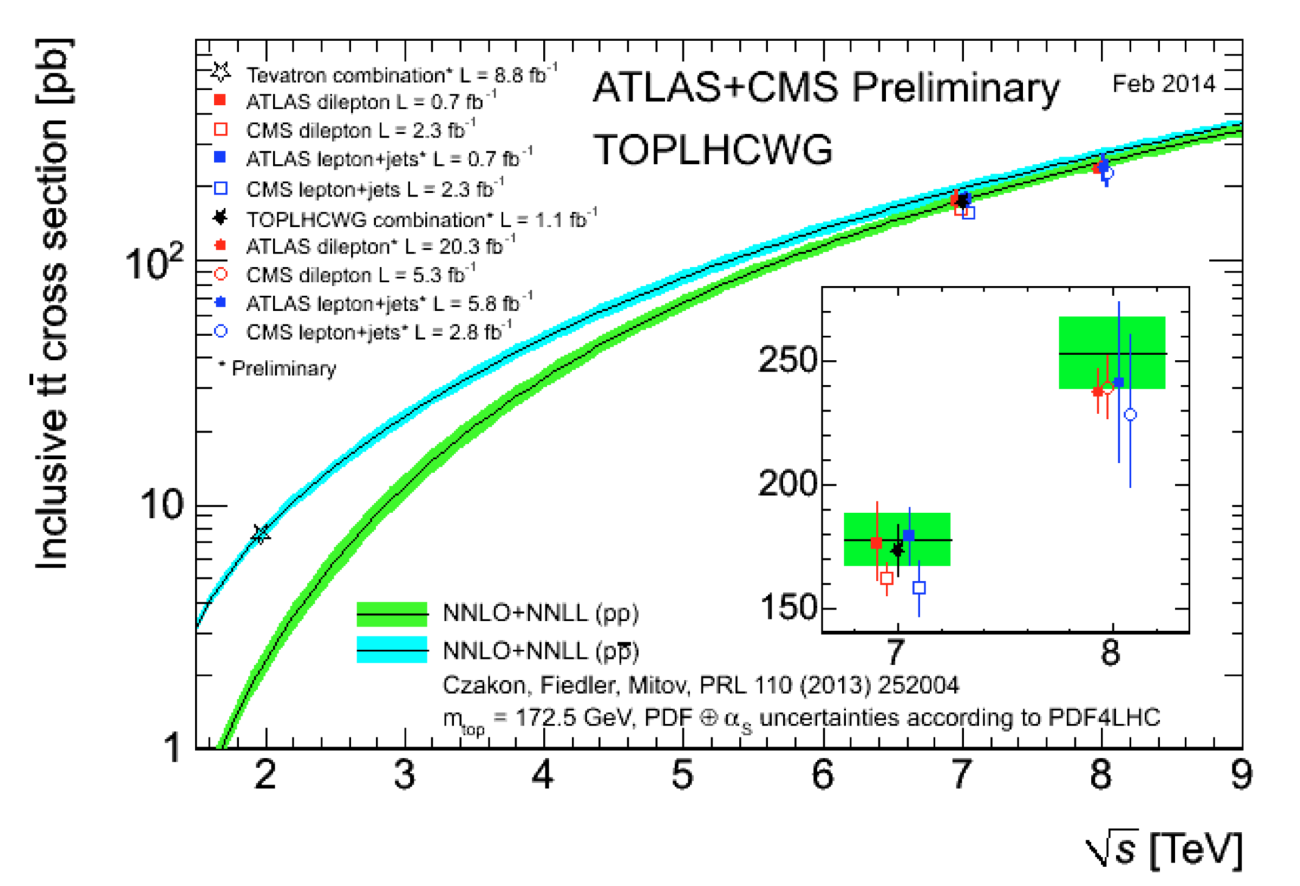 Inclusive tt̄ cross section [pb]
10²
10
1
Tevatron combination* L = 8.8 fb⁻¹
ATLAS dilepton L = 0.7 fb⁻¹
CMS dilepton L = 2.3 fb⁻¹
ATLAS lepton+jets* L = 0.7 fb⁻¹
CMS lepton+jets L = 2.3 fb⁻¹
TOPLHCWG combination* L = 1.1 fb⁻¹
ATLAS dilepton* L = 20.3 fb⁻¹
CMS dilepton L = 5.3 fb⁻¹
ATLAS lepton+jets* L = 5.8 fb⁻¹
CMS lepton+jets* L = 2.8 fb⁻¹
* Preliminary
ATLAS+CMS Preliminary
Feb 2014
TOPLHCWG
250
200
150
7 8
NNLO+NNLL (pp)
NNLO+NNLL (pp̄)
Czakon, Fiedler, Mitov, PRL 110 (2013) 252004
m_top = 172.5 GeV, PDF ⊕ α_S uncertainties according to PDF4LHC
2 3 4 5 6 7 8 9
√s [TeV]